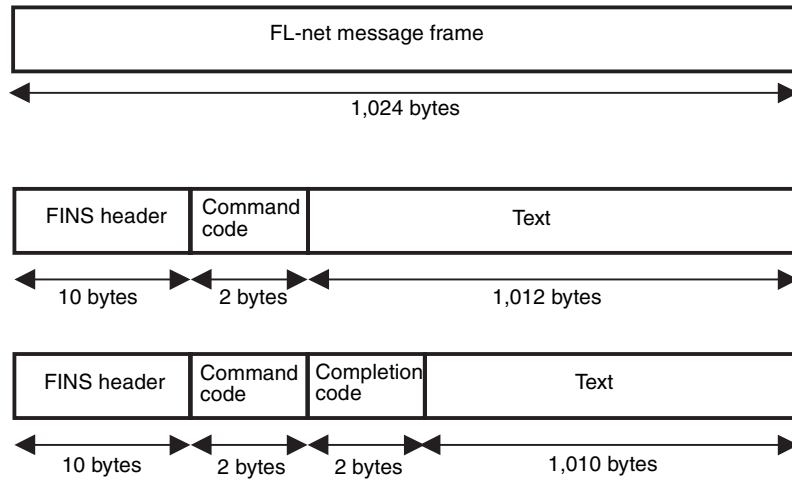 FL-net message frame
1,024 bytes
FINS header
Command
code
Text
10 bytes
2 bytes
1,012 bytes
FINS header
Command
code
Completion
code
Text
10 bytes
2 bytes
2 bytes
1,010 bytes